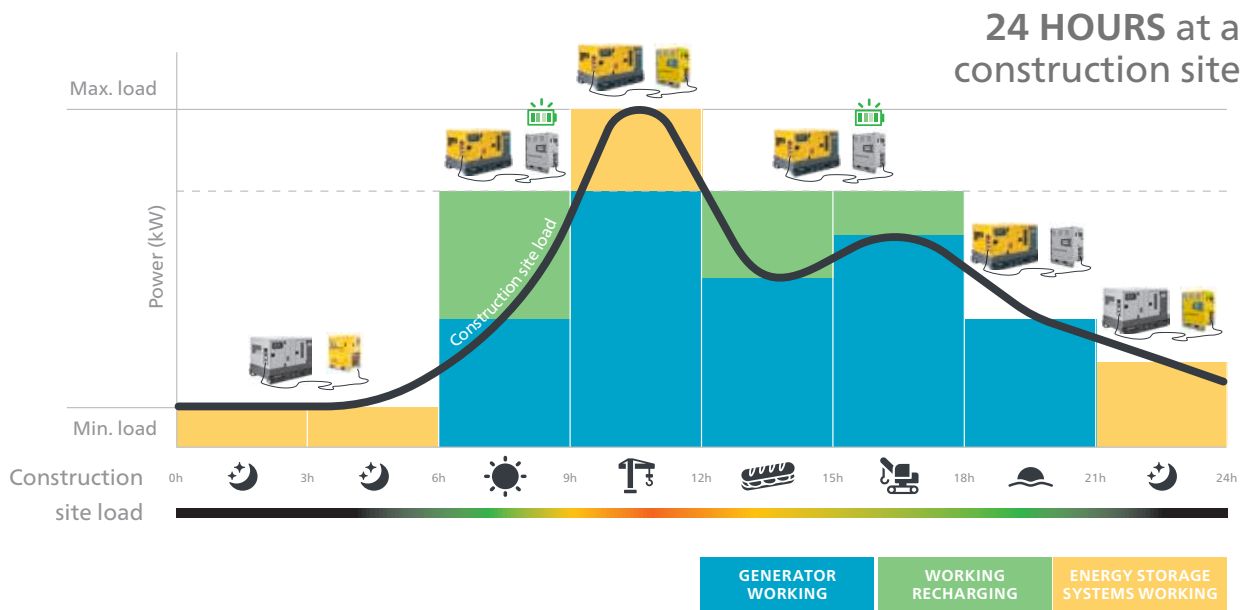 24 HOURS at a
construction site
Max. load
Power (kW)
Construction site load
Min. load
Construction
site load
0h 3h 6h 9h 12h 15h 18h 21h 24h
GENERATOR
WORKING
WORKING
RECHARGING
ENERGY STORAGE
SYSTEMS WORKING